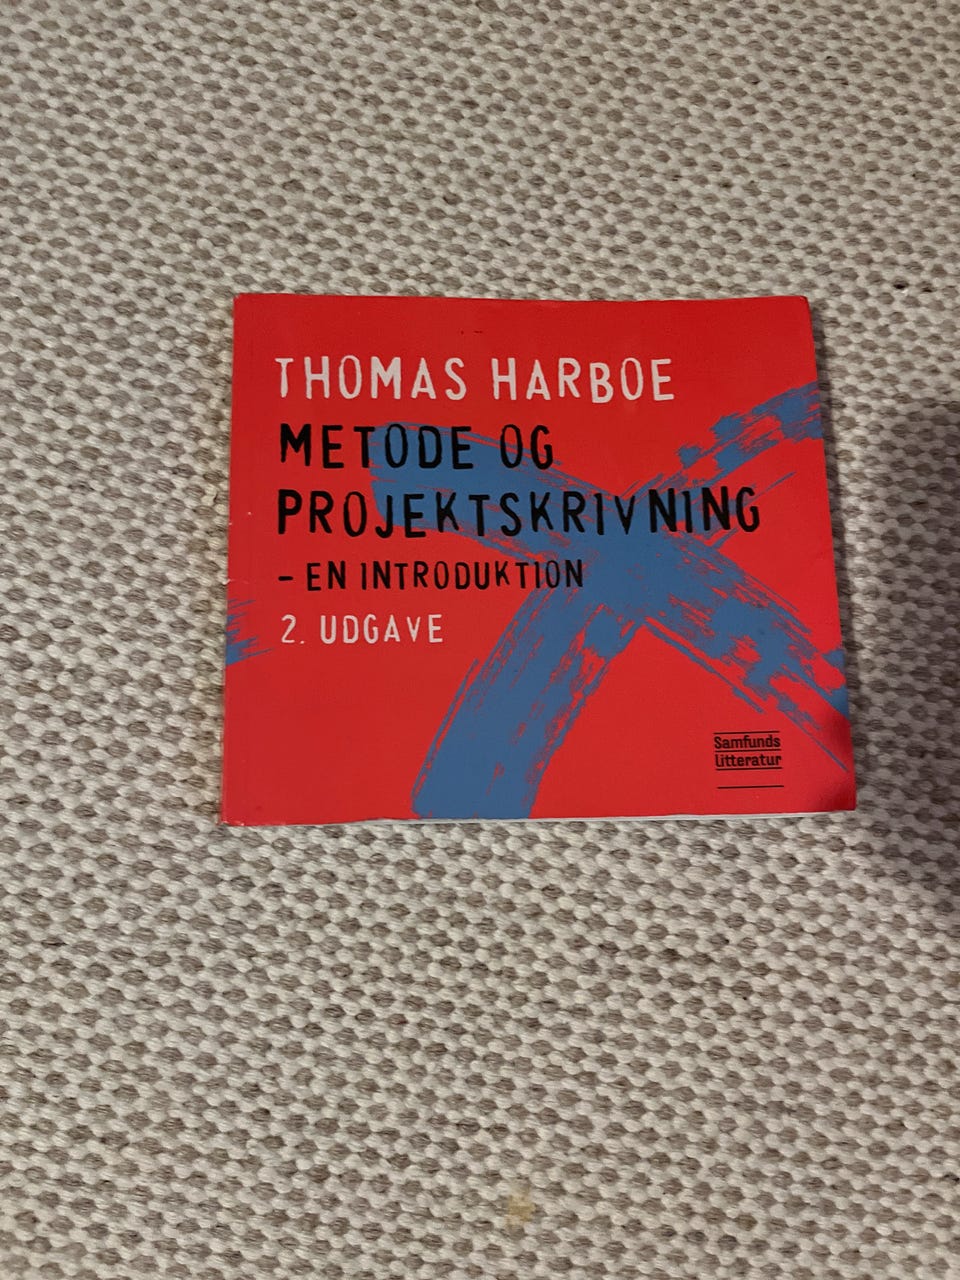 THOMAS HARBOE
METODE OG
PROJEKTSKRIVNING
- EN INTRODUKTION
2. UDGAVE
Samfunds
litteratur